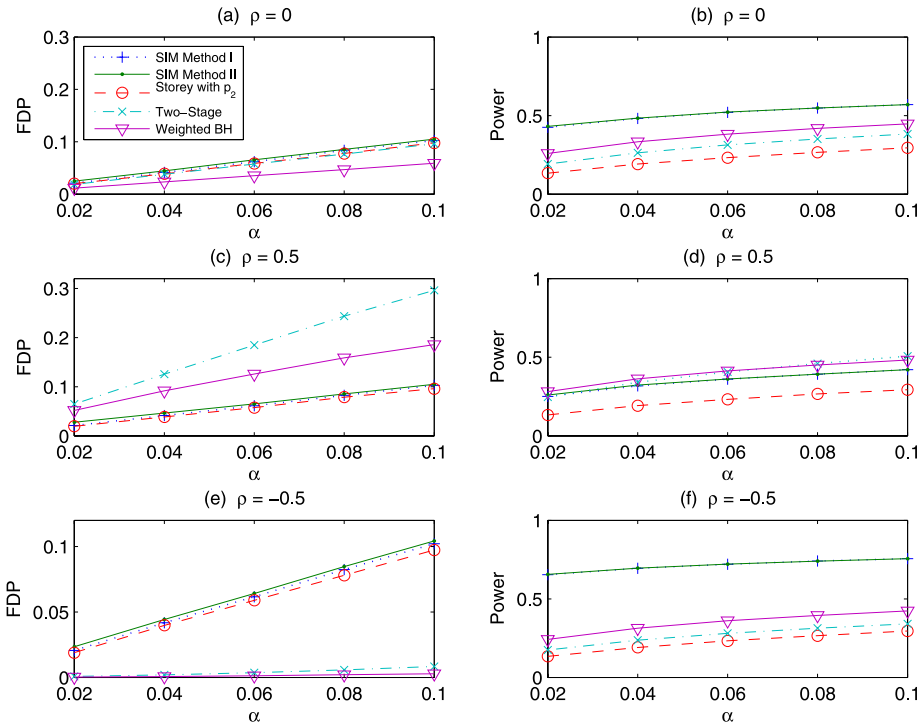 (a) ρ = 0
0.3
0.2
0.1
0
FDP
SIM Method I
SIM Method II
Storey with p2
Two−Stage
Weighted BH
0.02 0.04 0.06 0.08 0.1
α
(b) ρ = 0
1
0.5
0
Power
0.02 0.04 0.06 0.08 0.1
α
(c) ρ = 0.5
0.3
0.2
0.1
0
FDP
0.02 0.04 0.06 0.08 0.1
α
(d) ρ = 0.5
1
0.5
0
Power
0.02 0.04 0.06 0.08 0.1
α
(e) ρ = −0.5
0.1
0.05
0
FDP
0.02 0.04 0.06 0.08 0.1
α
(f) ρ = −0.5
1
0.5
0
Power
0.02 0.04 0.06 0.08 0.1
α